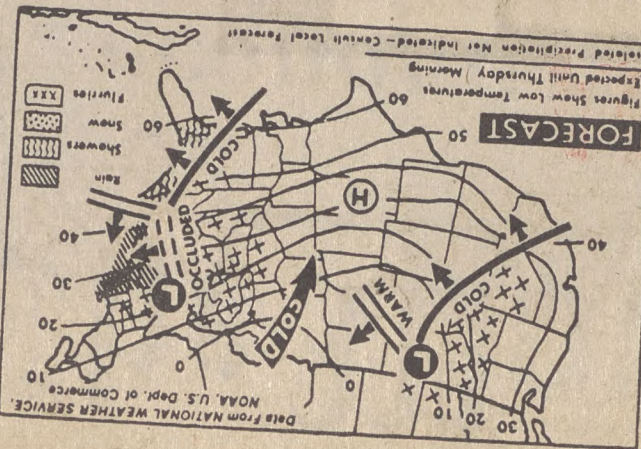 Data From NATIONAL WEATHER SERVICE,
NOAA, U.S. Dept. of Commerce
30
20
10
0
0
10
L
20
COLD
WARM
COLD
L
30
OCCLUDED
40
40
H
COLD
60
50
60
Rain
Showers
Snow
Flurries
FORECAST
Figures Show Low Temperatures
Expected Until Thursday Morning
Isolated Precipitation Not Indicated – Consult Local Forecast